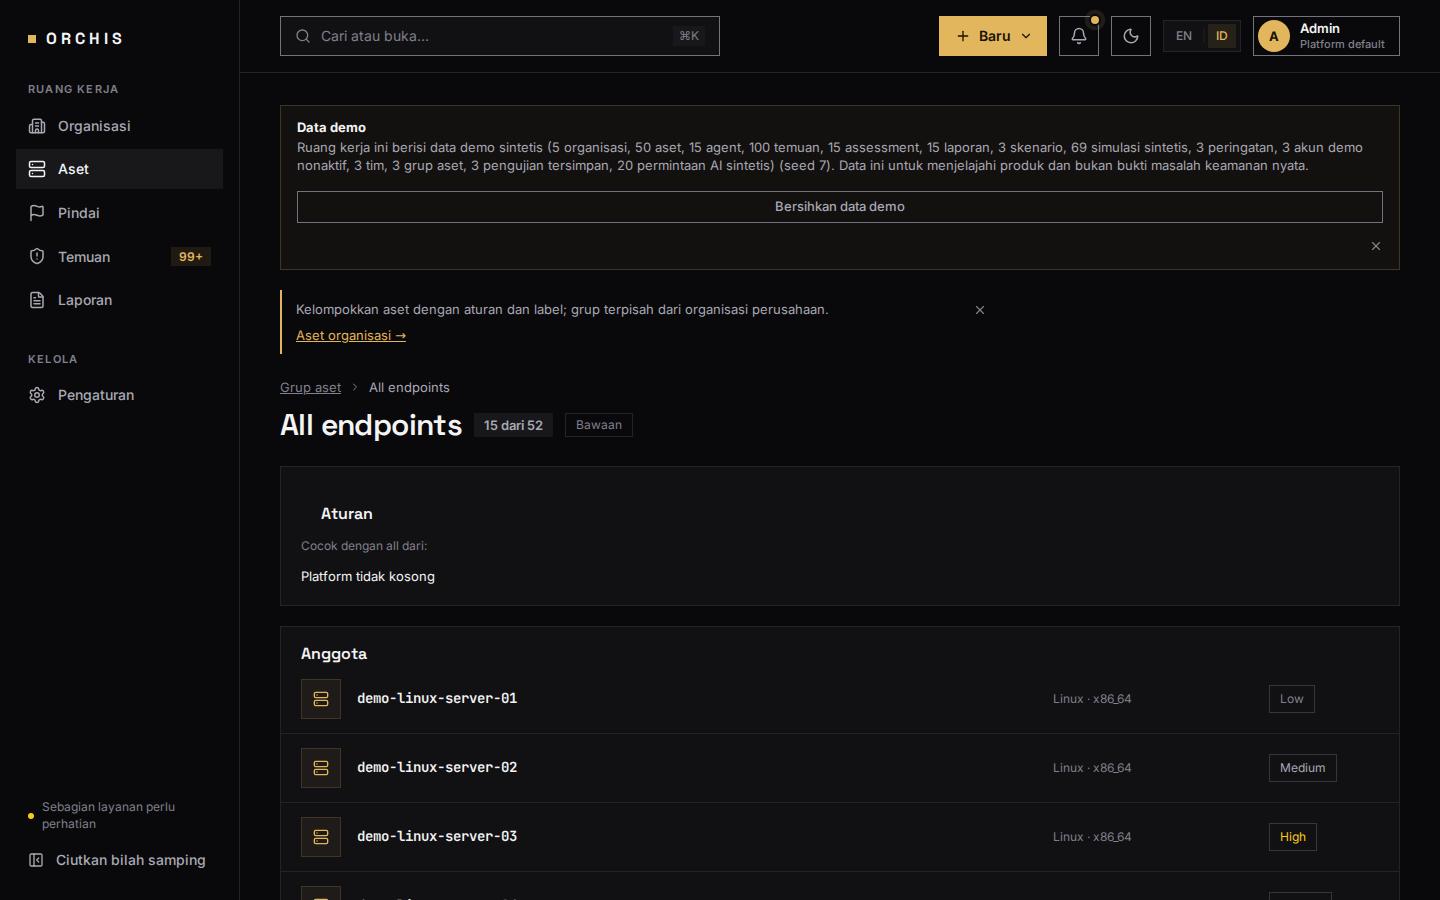 ORCHIS
Cari atau buka...
⌘K
Baru
EN
ID
A
Admin
Platform default
RUANG KERJA
Organisasi
Aset
Pindai
Temuan
99+
Laporan
KELOLA
Pengaturan
Sebagian layanan perlu
perhatian
Ciutkan bilah samping
Data demo
Ruang kerja ini berisi data demo sintetis (5 organisasi, 50 aset, 15 agent, 100 temuan, 15 assessment, 15 laporan, 3 skenario, 69 simulasi sintetis, 3 peringatan, 3 akun demo
nonaktif, 3 tim, 3 grup aset, 3 pengujian tersimpan, 20 permintaan AI sintetis) (seed 7). Data ini untuk menjelajahi produk dan bukan bukti masalah keamanan nyata.
Bersihkan data demo
Kelompokkan aset dengan aturan dan label; grup terpisah dari organisasi perusahaan.
Aset organisasi →
Grup aset
All endpoints
All endpoints
15 dari 52
Bawaan
Aturan
Cocok dengan all dari:
Platform tidak kosong
Anggota
demo-linux-server-01
Linux · x86_64
Low
demo-linux-server-02
Linux · x86_64
Medium
demo-linux-server-03
Linux · x86_64
High